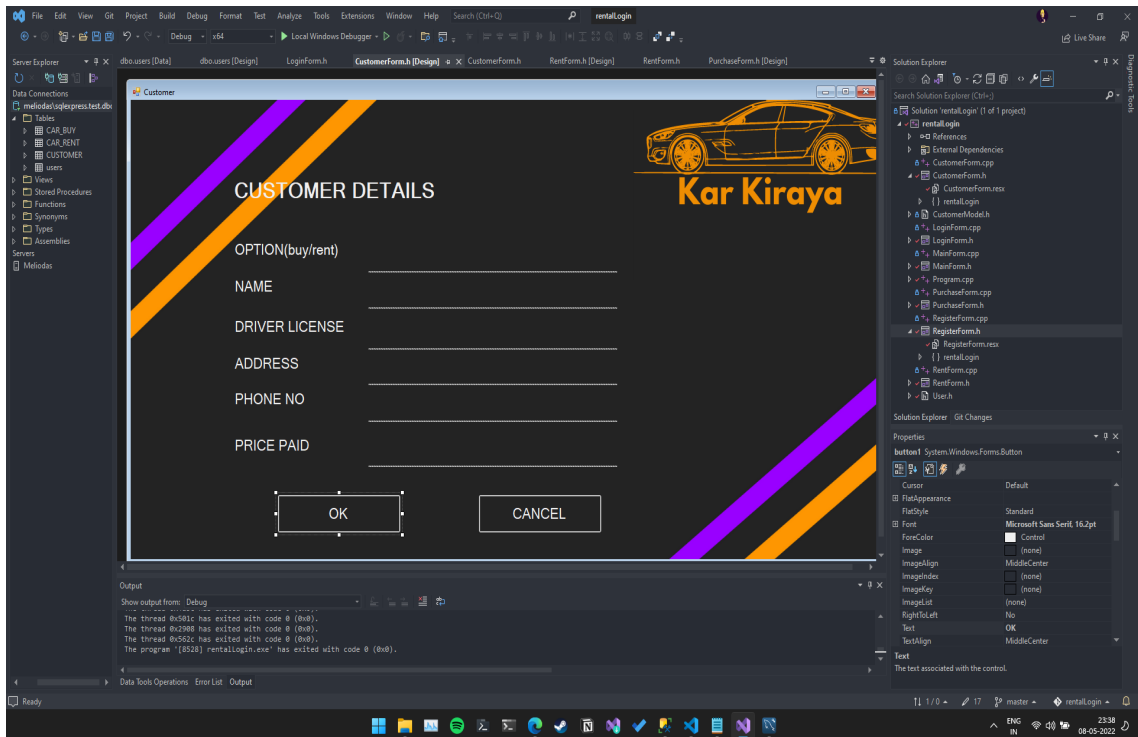 File Edit View Git Project Build Debug Format Test Analyze Tools Extensions Window Help Search (Ctrl+Q) rentalLogin
Debug x64 Local Windows Debugger Live Share
Server Explorer
Data Connections
meliodas\sqlexpress.test.dbo
Tables
CAR_BUY
CAR_RENT
CUSTOMER
users
Views
Stored Procedures
Functions
Synonyms
Types
Assemblies
Servers
Meliodas
dbo.users [Data] dbo.users [Design] LoginForm.h CustomerForm.h [Design] CustomerForm.h RentForm.h [Design] RentForm.h PurchaseForm.h [Design]
Customer
Kar Kiraya
CUSTOMER DETAILS
OPTION(buy/rent)
NAME
DRIVER LICENSE
ADDRESS
PHONE NO
PRICE PAID
OK CANCEL
Output
Show output from: Debug
The thread 0x501c has exited with code 0 (0x0).
The thread 0x2908 has exited with code 0 (0x0).
The thread 0x562c has exited with code 0 (0x0).
The program '[8528] rentalLogin.exe' has exited with code 0 (0x0).
Data Tools Operations Error List Output
Solution Explorer
Search Solution Explorer (Ctrl+;)
Solution 'rentalLogin' (1 of 1 project)
rentalLogin
References
External Dependencies
CustomerForm.cpp
CustomerForm.h
CustomerForm.resx
{ } rentalLogin
CustomerModel.h
LoginForm.cpp
LoginForm.h
MainForm.cpp
MainForm.h
Program.cpp
PurchaseForm.cpp
PurchaseForm.h
RegisterForm.cpp
RegisterForm.h
RegisterForm.resx
{ } rentalLogin
RentForm.cpp
RentForm.h
User.h
Solution Explorer Git Changes
Properties
button1 System.Windows.Forms.Button
Cursor Default
FlatAppearance
FlatStyle Standard
Font Microsoft Sans Serif, 16.2pt
ForeColor Control
Image (none)
ImageAlign MiddleCenter
ImageIndex (none)
ImageKey (none)
ImageList (none)
RightToLeft No
Text OK
TextAlign MiddleCenter
Text
The text associated with the control.
Diagnostic Tools
Ready 1 / 0 17 master rentalLogin
ENG
IN
23:38
08-05-2022